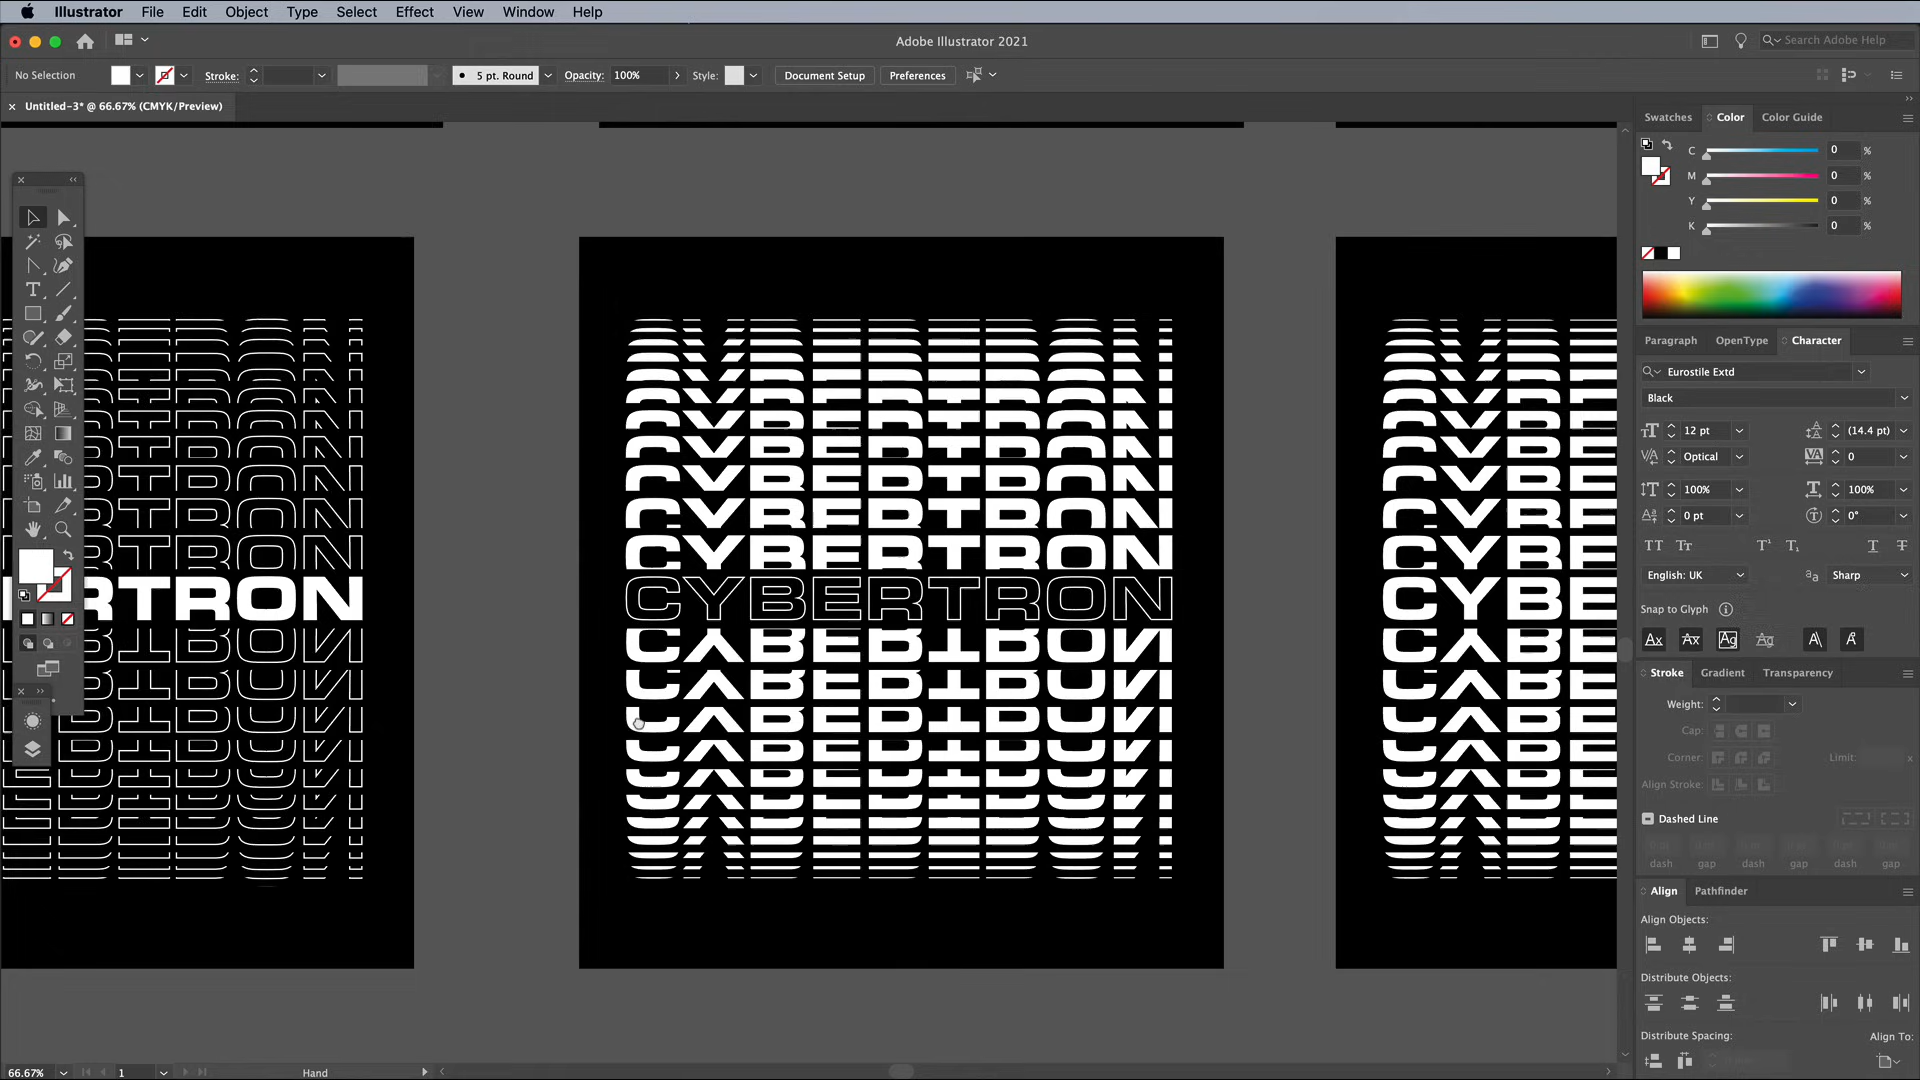 Illustrator File Edit Object Type Select Effect View Window Help
Adobe Illustrator 2021
Search Adobe Help
No Selection Stroke: 5 pt. Round Opacity: 100% Style: Document Setup Preferences
× Untitled-3* @ 66.67% (CMYK/Preview)
Swatches Color Color Guide
C 0 %
M 0 %
Y 0 %
K 0 %
Paragraph OpenType Character
Eurostile Extd
Black
12 pt (14.4 pt)
Optical 0
100% 100%
0 pt 0°
English: UK Sharp
Snap to Glyph
Stroke Gradient Transparency
Weight:
Cap:
Corner: Limit: x
Align Stroke:
Dashed Line
dash gap dash gap dash gap
Align Pathfinder
Align Objects:
Distribute Objects:
Distribute Spacing: Align To:
ERTRON
CYBERTRON
CYBE
66.67% 1 Hand